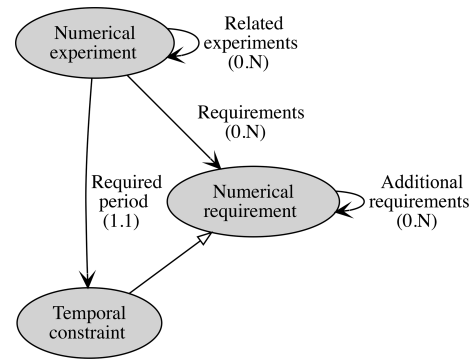 Numerical
experiment
Related
experiments
(0.N)
Requirements
(0.N)
Required
period
(1.1)
Numerical
requirement
Additional
requirements
(0.N)
Temporal
constraint